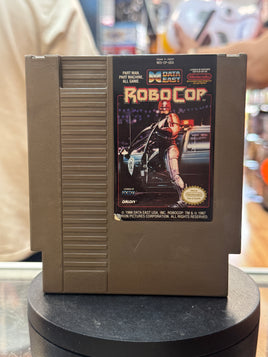 PART MAN
PART MACHINE
ALL GAME
DATA
EAST
Nintendo
ROBOCOP
ORION
© 1988 DATA EAST USA, INC. ROBOCOP, TM & © 1987
ORION PICTURES CORPORATION. ALL RIGHTS RESERVED.